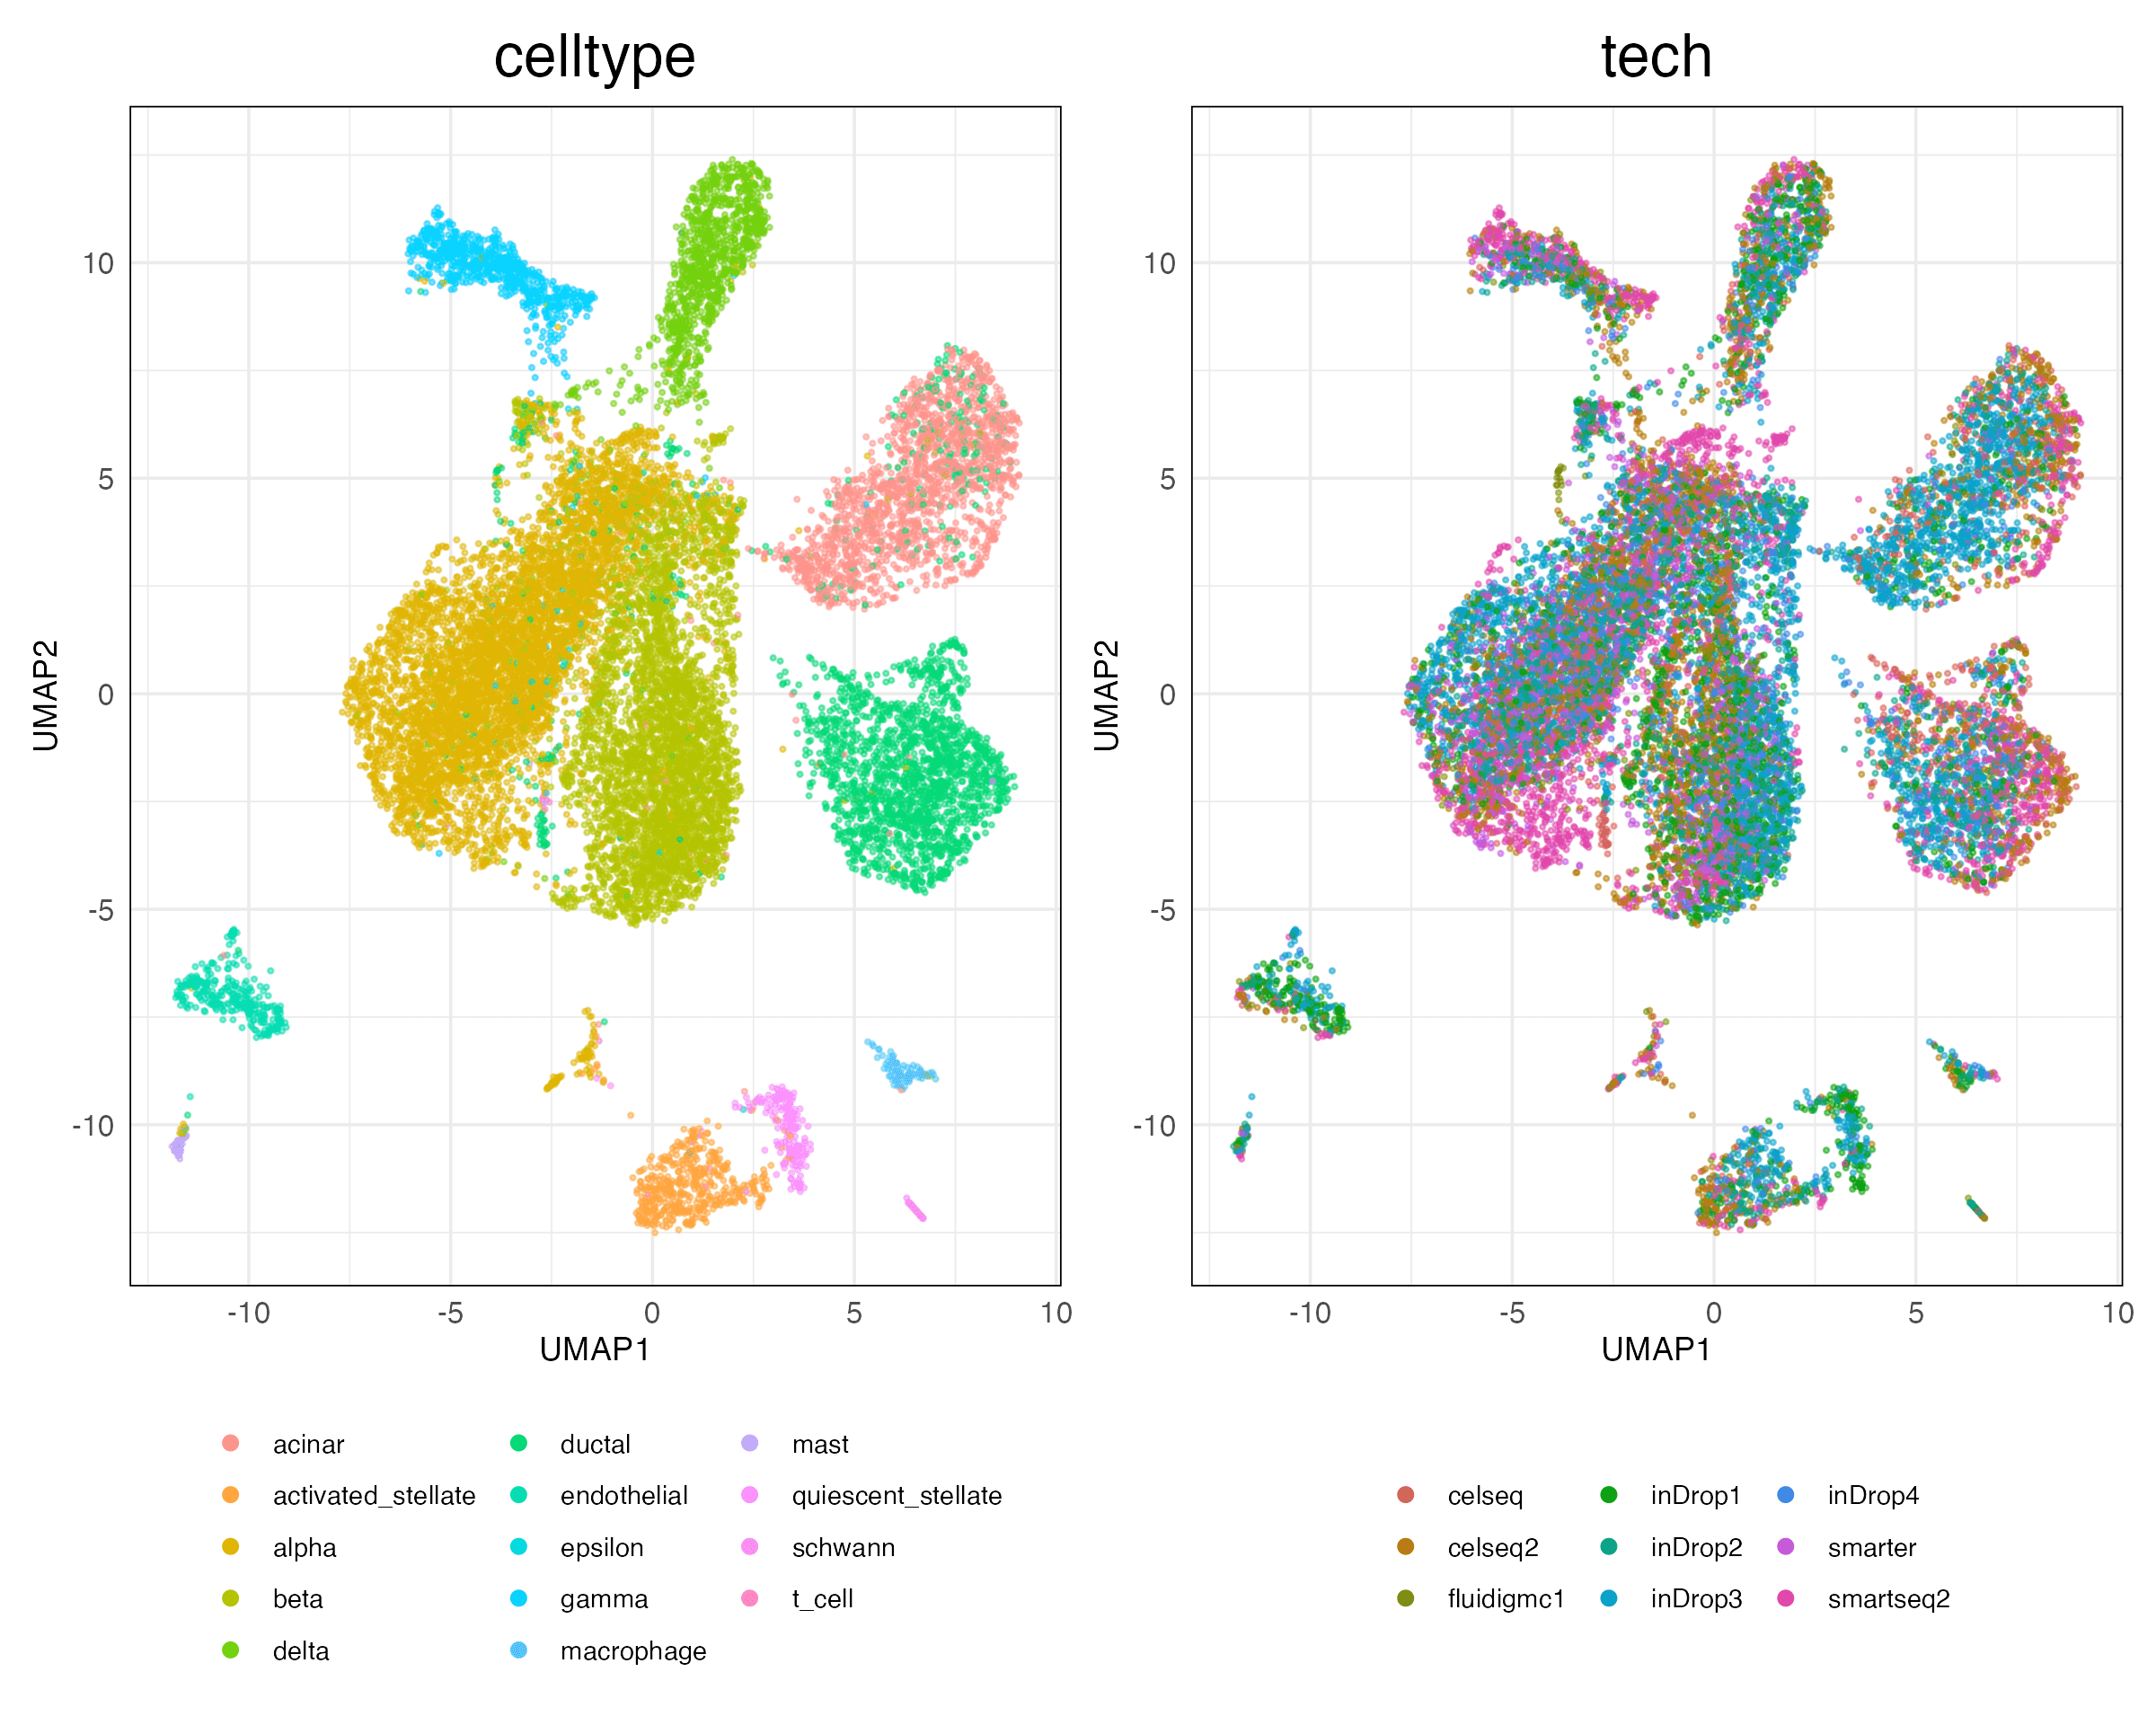 celltype
tech
10
5
0
-5
-10
UMAP2
-10
-5
0
5
10
UMAP1
10
5
0
-5
-10
UMAP2
-10
-5
0
5
10
UMAP1
acinar
activated_stellate
alpha
beta
delta
ductal
endothelial
epsilon
gamma
macrophage
mast
quiescent_stellate
schwann
t_cell
celseq
celseq2
fluidigmc1
inDrop1
inDrop2
inDrop3
inDrop4
smarter
smartseq2